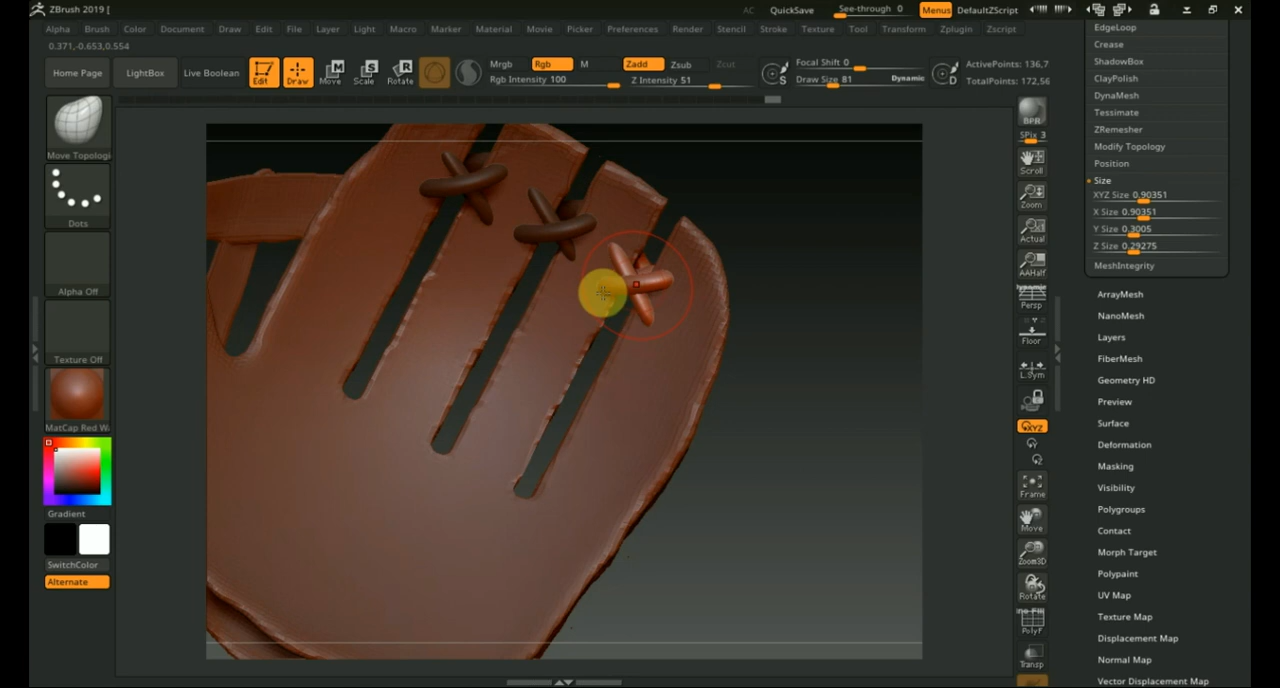 ZBrush 2019 [
AC QuickSave See-through 0 Menus DefaultZScript
Alpha Brush Color Document Draw Edit File Layer Light Macro Marker Material Movie Picker Preferences Render Stencil Stroke Texture Tool Transform Zplugin Zscript
0.371,-0.653,0.554
Home Page LightBox Live Boolean Edit Draw Move Scale Rotate
Mrgb Rgb M Zadd Zsub Zcut
Rgb Intensity 100 Z Intensity 51
S Focal Shift 0
Draw Size 81 Dynamic
D ActivePoints: 136,7
TotalPoints: 172,56
Move Topologi
Dots
Alpha Off
Texture Off
MatCap Red Wa
Gradient
SwitchColor
Alternate
BPR
SPix 3
Scroll
Zoom
Actual
AAHalf
Dynamic
Persp
Floor
L.Sym
XYZ
Frame
Move
Zoom3D
Rotate
PolyF
Transp
EdgeLoop
Crease
ShadowBox
ClayPolish
DynaMesh
Tessimate
ZRemesher
Modify Topology
Position
Size
XYZ Size 0.90351
X Size 0.90351
Y Size 0.3005
Z Size 0.29275
MeshIntegrity
ArrayMesh
NanoMesh
Layers
FiberMesh
Geometry HD
Preview
Surface
Deformation
Masking
Visibility
Polygroups
Contact
Morph Target
Polypaint
UV Map
Texture Map
Displacement Map
Normal Map
Vector Displacement Map